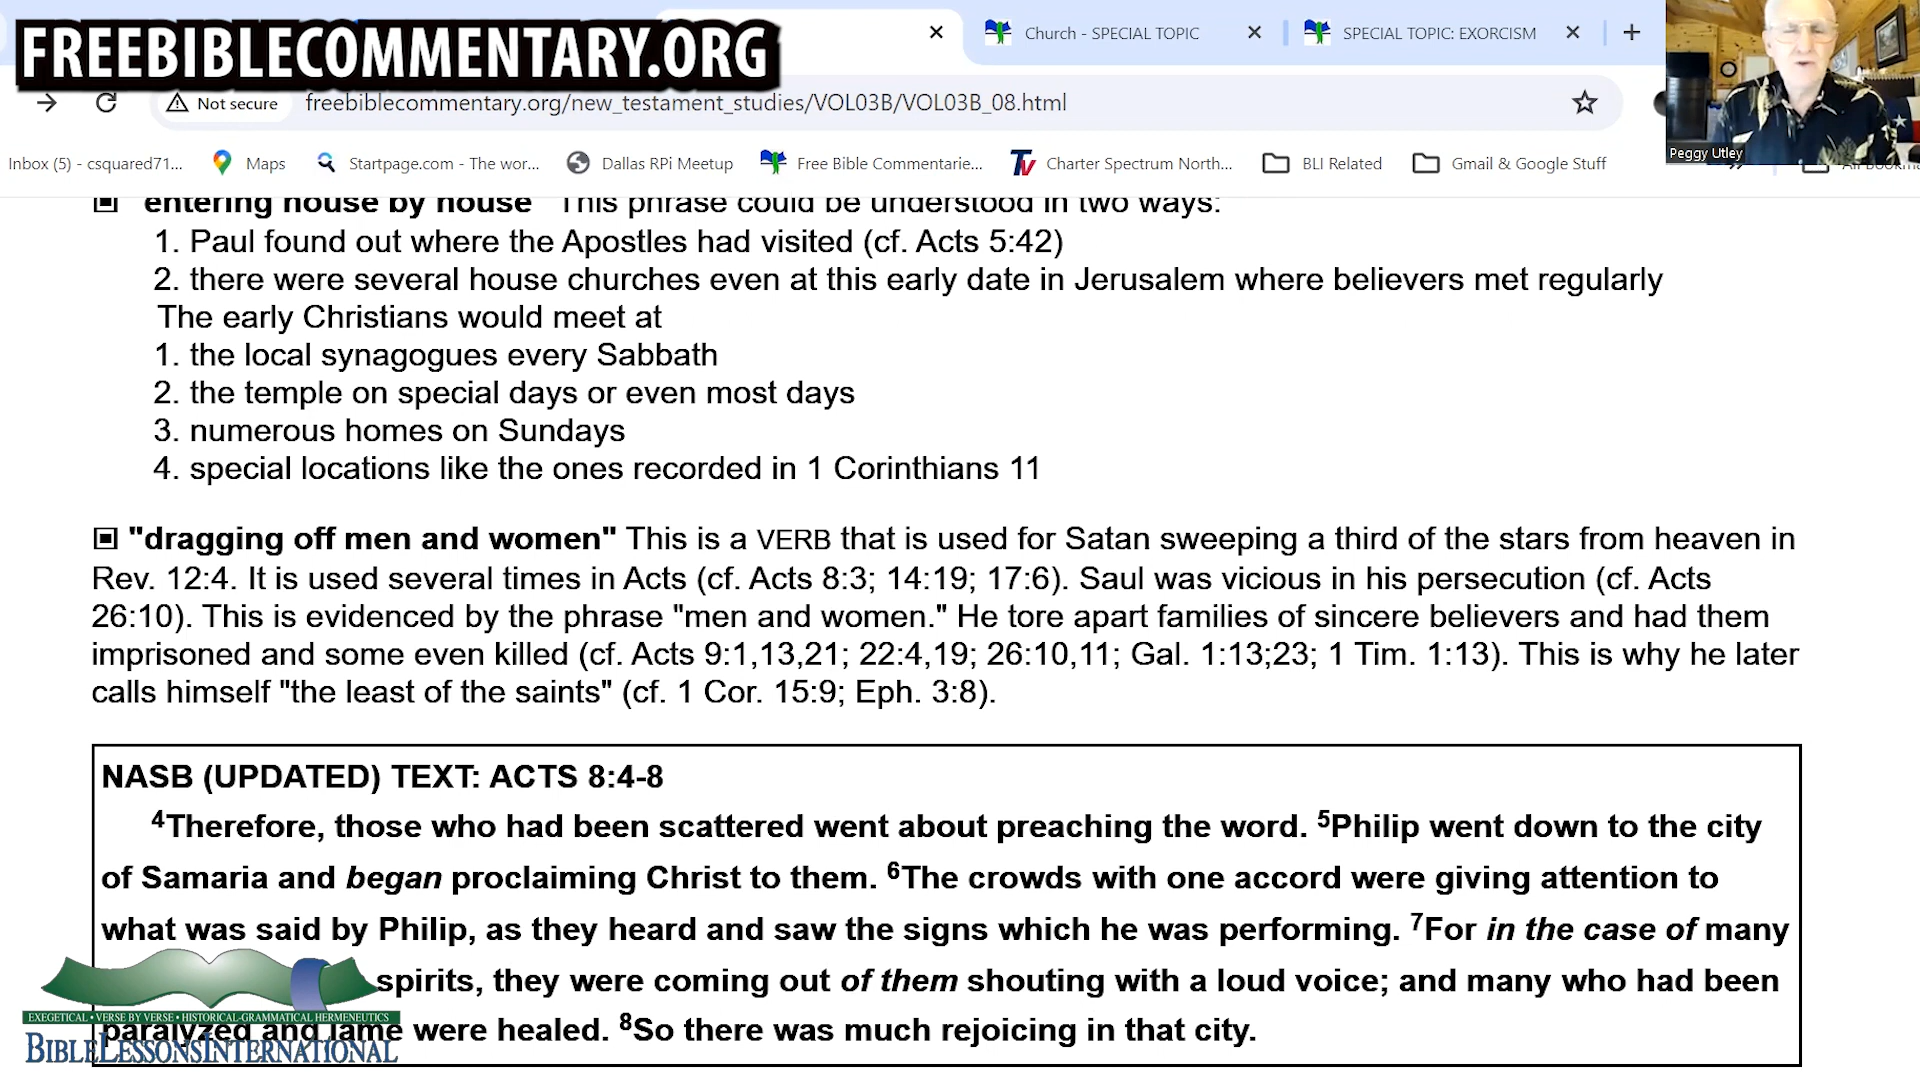 FREEBIBLECOMMENTARY.ORG
Church - SPECIAL TOPIC
SPECIAL TOPIC: EXORCISM
Not secure
freebiblecommentary.org/new_testament_studies/VOL03B/VOL03B_08.html
Peggy Utley
Inbox (5) - csquared71...
Maps
Startpage.com - The wor...
Dallas RPi Meetup
Free Bible Commentarie...
Charter Spectrum North...
BLI Related
Gmail & Google Stuff
"entering house by house" This phrase could be understood in two ways:
1. Paul found out where the Apostles had visited (cf. Acts 5:42)
2. there were several house churches even at this early date in Jerusalem where believers met regularly
The early Christians would meet at
1. the local synagogues every Sabbath
2. the temple on special days or even most days
3. numerous homes on Sundays
4. special locations like the ones recorded in 1 Corinthians 11
"dragging off men and women" This is a VERB that is used for Satan sweeping a third of the stars from heaven in
Rev. 12:4. It is used several times in Acts (cf. Acts 8:3; 14:19; 17:6). Saul was vicious in his persecution (cf. Acts
26:10). This is evidenced by the phrase "men and women." He tore apart families of sincere believers and had them
imprisoned and some even killed (cf. Acts 9:1,13,21; 22:4,19; 26:10,11; Gal. 1:13;23; 1 Tim. 1:13). This is why he later
calls himself "the least of the saints" (cf. 1 Cor. 15:9; Eph. 3:8).
NASB (UPDATED) TEXT: ACTS 8:4-8
4Therefore, those who had been scattered went about preaching the word. 5Philip went down to the city
of Samaria and began proclaiming Christ to them. 6The crowds with one accord were giving attention to
what was said by Philip, as they heard and saw the signs which he was performing. 7For in the case of many
spirits, they were coming out of them shouting with a loud voice; and many who had been
paralyzed and lame were healed. 8So there was much rejoicing in that city.
EXEGETICAL • VERSE BY VERSE • HISTORICAL-GRAMMATICAL HERMENEUTICS
BIBLELESSONSINTERNATIONAL